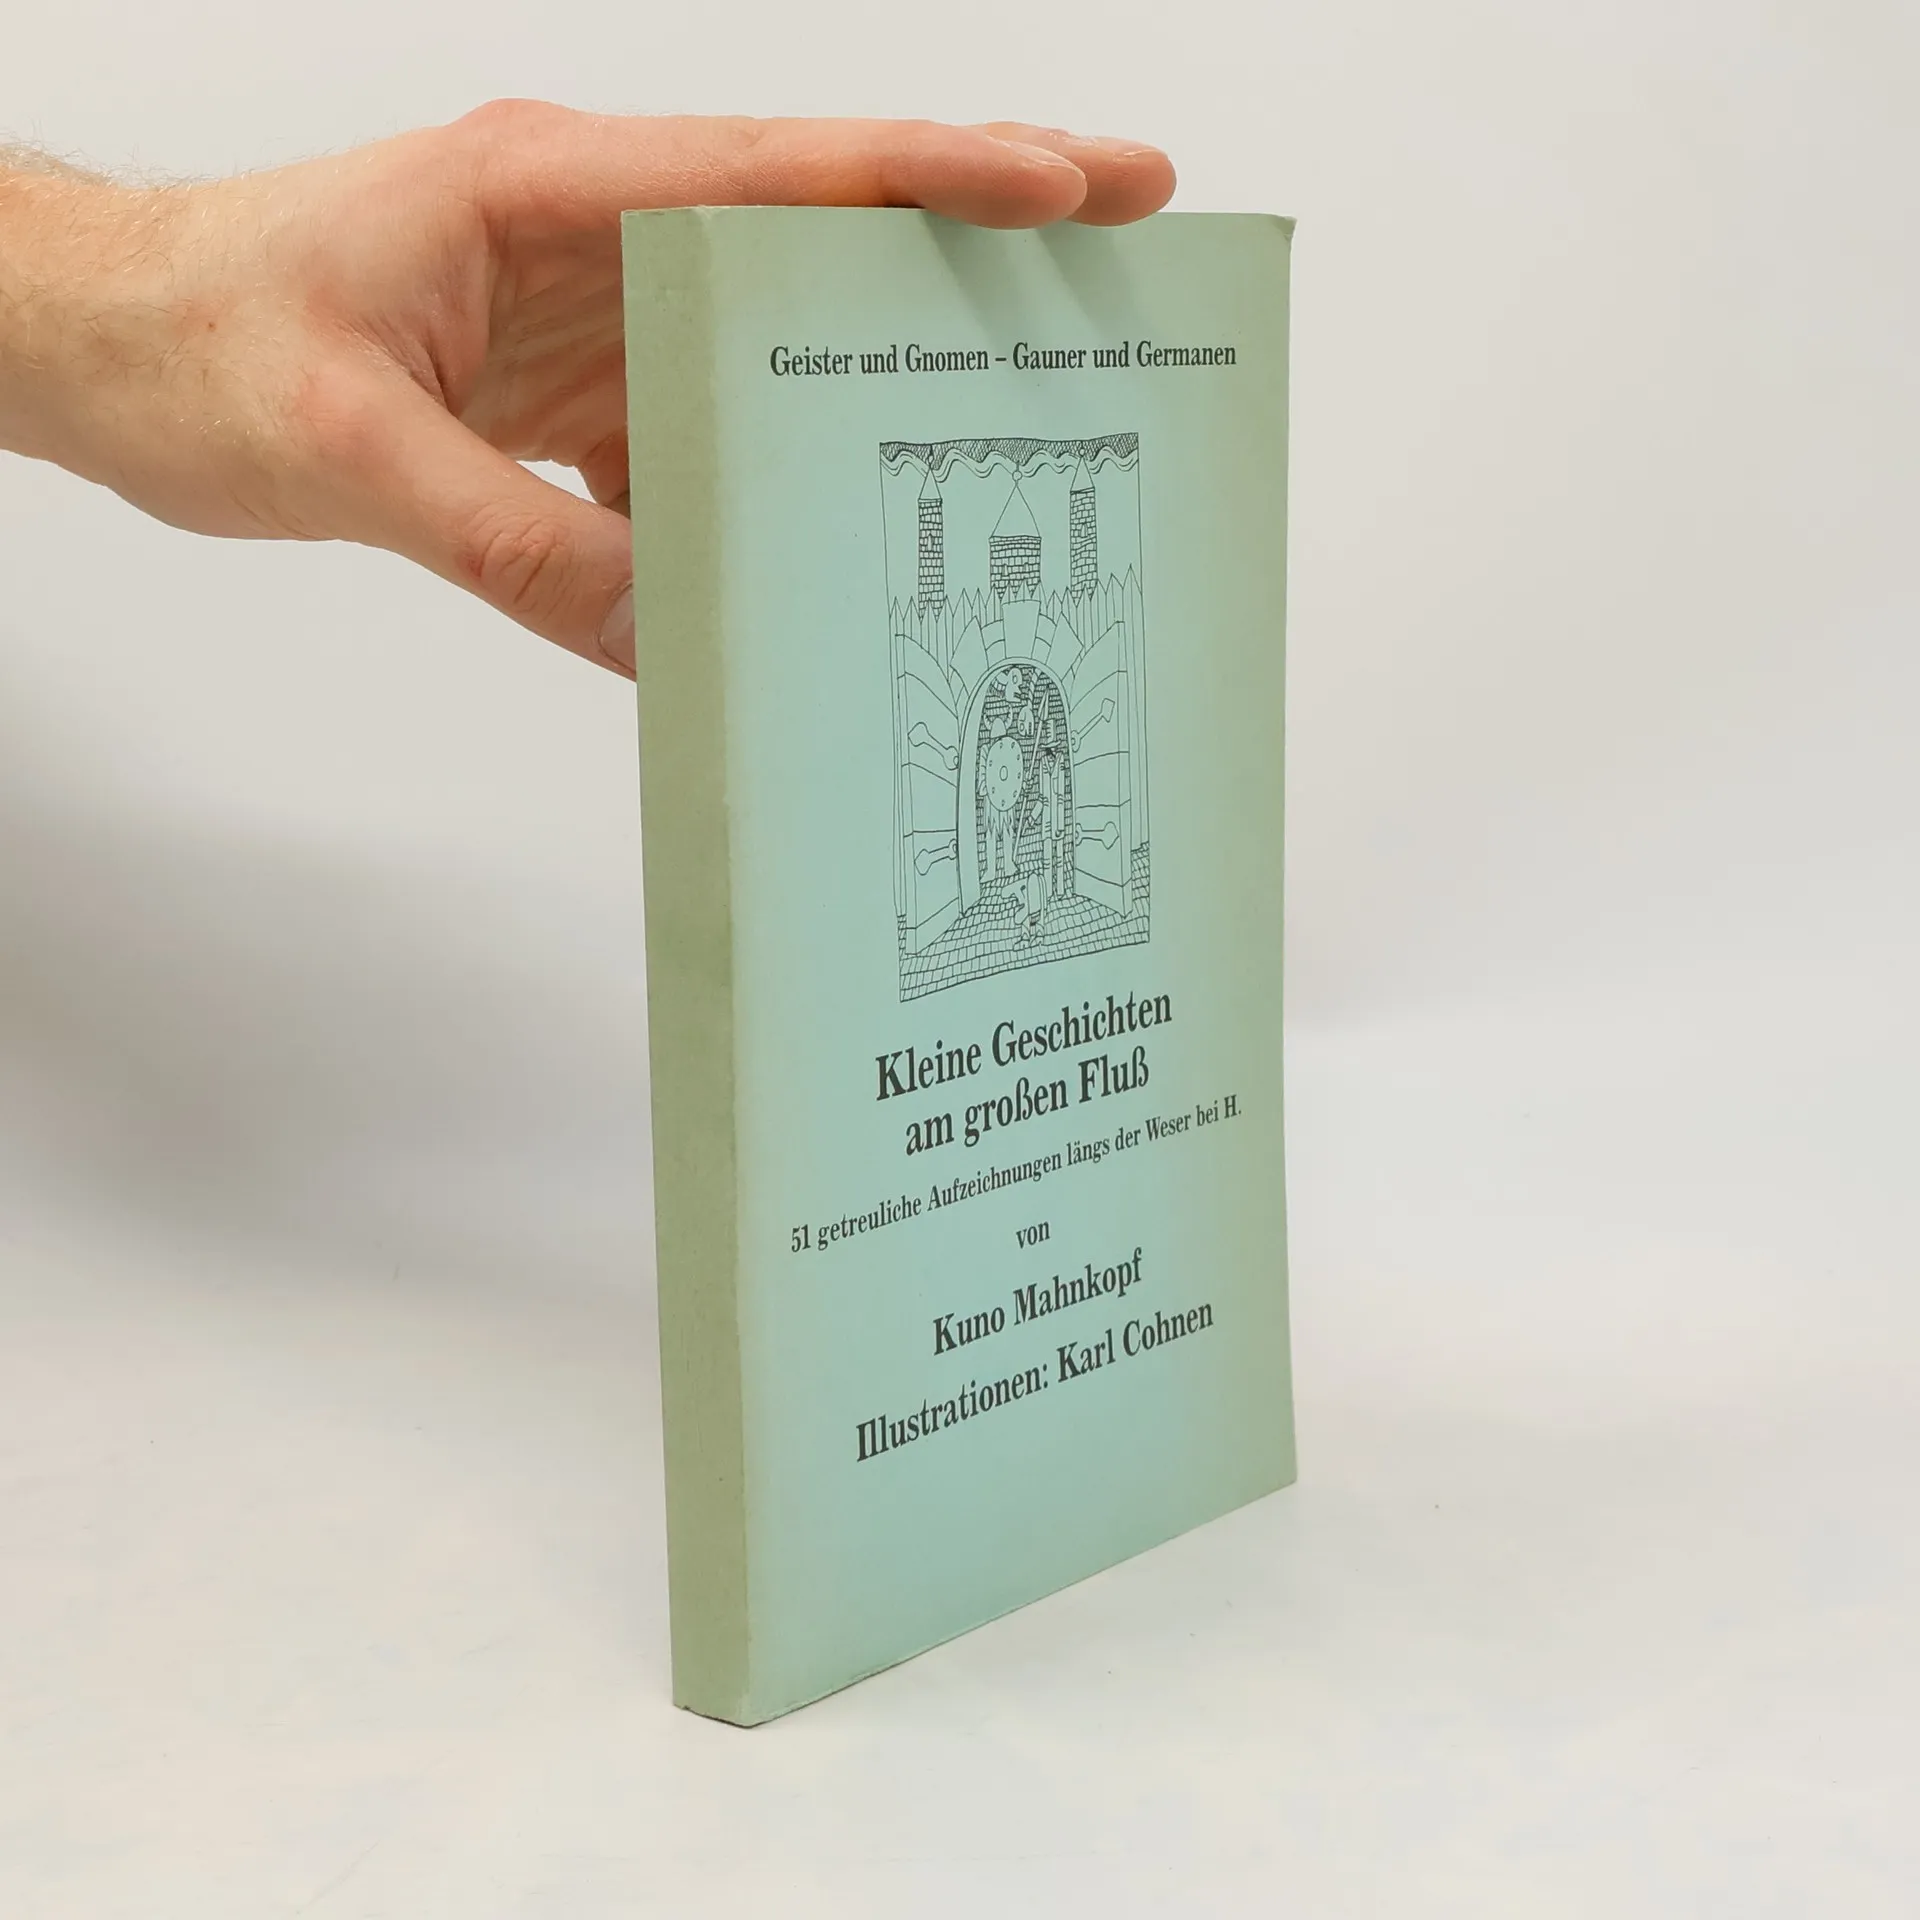 Geister und Gnomen – Gauner und Germanen
Kleine Geschichten
am großen Fluß
51 getreuliche Aufzeichnungen längs der Weser bei H.
von
Kuno Mahnkopf
Illustrationen: Karl Cohnen